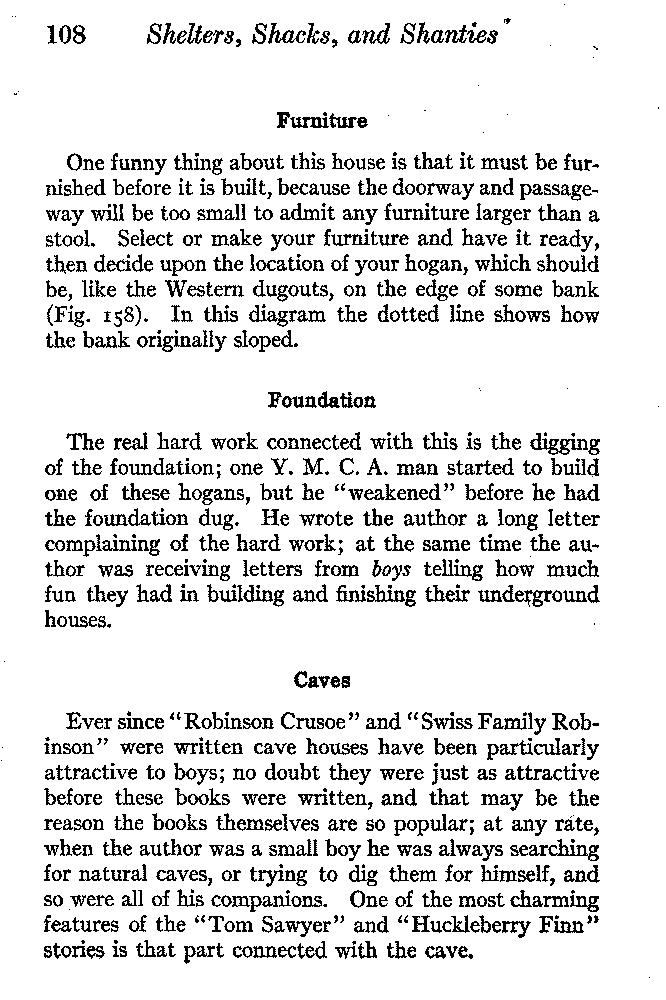 108 Shelters, Shacks, and Shanties
Furniture
One funny thing about this house is that it must be fur-
nished before it is built, because the doorway and passage-
way will be too small to admit any furniture larger than a
stool. Select or make your furniture and have it ready,
then decide upon the location of your hogan, which should
be, like the Western dugouts, on the edge of some bank
(Fig. 158). In this diagram the dotted line shows how
the bank originally sloped.
Foundation
The real hard work connected with this is the digging
of the foundation; one Y. M. C. A. man started to build
one of these hogans, but he "weakened" before he had
the foundation dug. He wrote the author a long letter
complaining of the hard work; at the same time the au-
thor was receiving letters from boys telling how much
fun they had in building and finishing their underground
houses.
Caves
Ever since "Robinson Crusoe" and "Swiss Family Rob-
inson" were written cave houses have been particularly
attractive to boys; no doubt they were just as attractive
before these books were written, and that may be the
reason the books themselves are so popular; at any rate,
when the author was a small boy he was always searching
for natural caves, or trying to dig them for himself, and
so were all of his companions. One of the most charming
features of the "Tom Sawyer" and "Huckleberry Finn"
stories is that part connected with the cave.